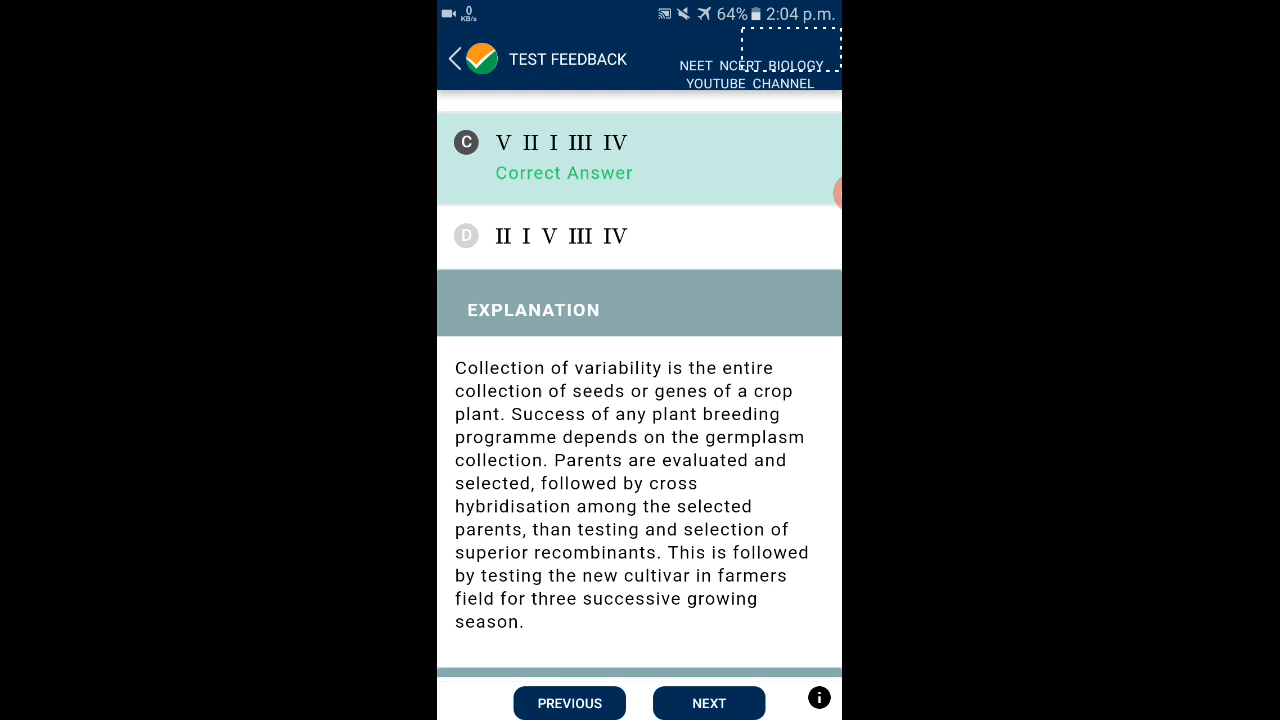 0
KB/s
64% 2:04 p.m.
TEST FEEDBACK
NEET NCERT BIOLOGY
YOUTUBE CHANNEL
C V II I III IV
Correct Answer
D II I V III IV
EXPLANATION
Collection of variability is the entire
collection of seeds or genes of a crop
plant. Success of any plant breeding
programme depends on the germplasm
collection. Parents are evaluated and
selected, followed by cross
hybridisation among the selected
parents, than testing and selection of
superior recombinants. This is followed
by testing the new cultivar in farmers
field for three successive growing
season.
PREVIOUS NEXT i